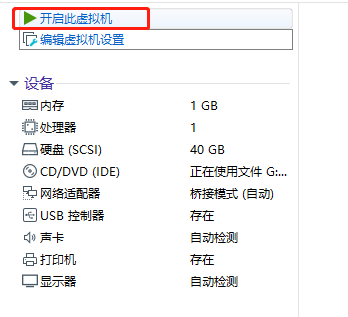 开启此虚拟机
编辑虚拟机设置
设备
内存 1 GB
处理器 1
硬盘 (SCSI) 40 GB
CD/DVD (IDE) 正在使用文件 G:...
网络适配器 桥接模式 (自动)
USB 控制器 存在
声卡 自动检测
打印机 存在
显示器 自动检测